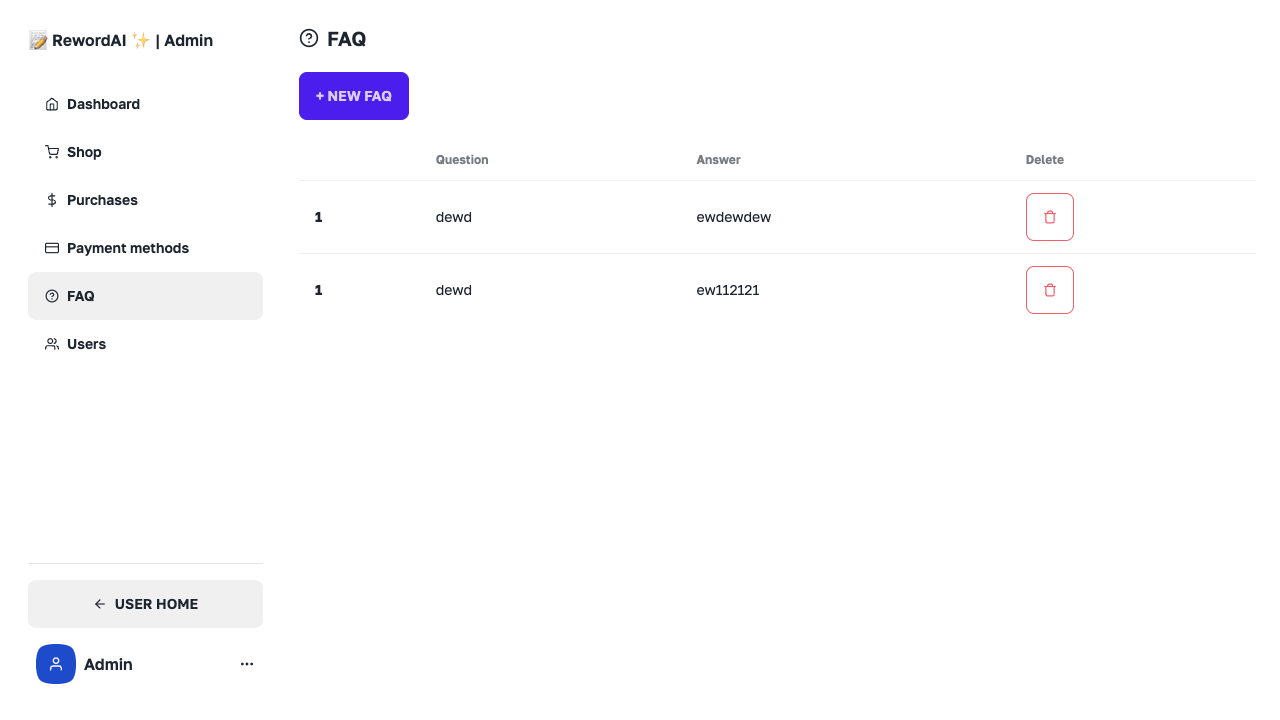 📝 RewordAI ✨ | Admin
Dashboard
Shop
Purchases
Payment methods
FAQ
Users
← USER HOME
Admin
FAQ
+ NEW FAQ
Question Answer Delete
1 dewd ewdewdew
1 dewd ew112121